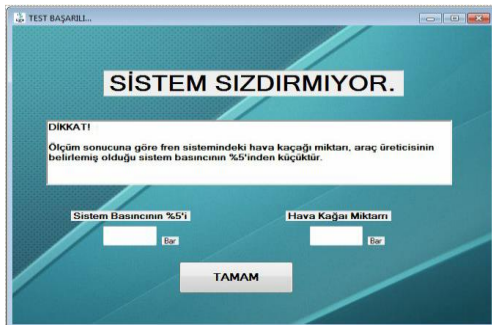 TEST BAŞARILI...
SİSTEM SIZDIRMIYOR.
DİKKAT!
Ölçüm sonucuna göre fren sistemindeki hava kaçağı miktarı, araç üreticisinin
belirlemiş olduğu sistem basıncının %5'inden küçüktür.
Sistem Basıncının %5'i
Hava Kağaı Miktarrı
Bar
Bar
TAMAM